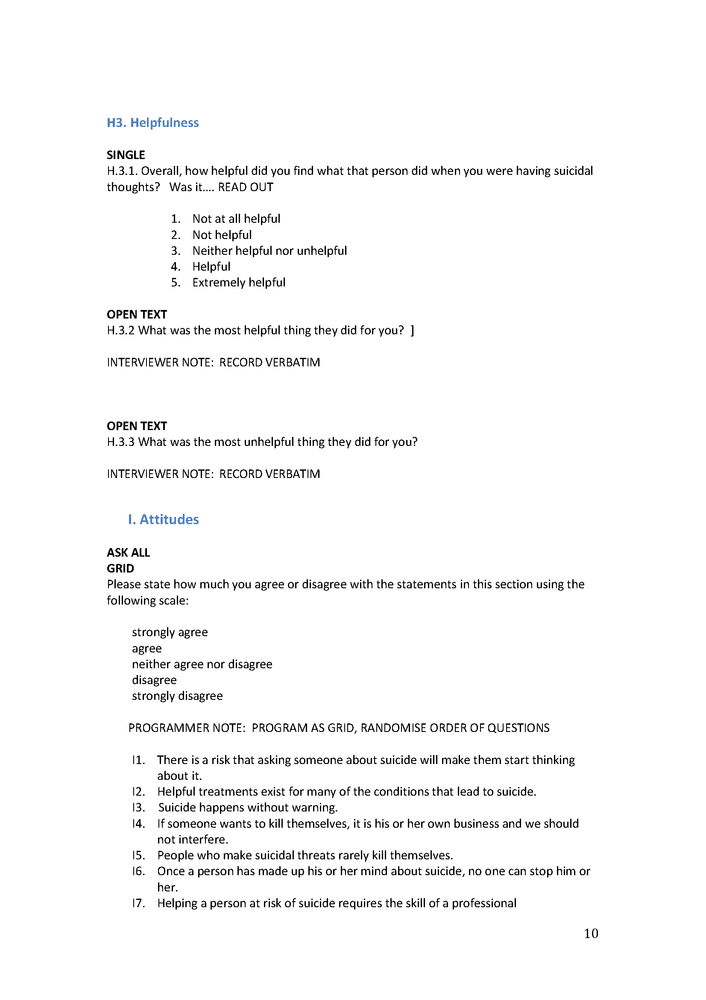 H3. Helpfulness
SINGLE
H.3.1. Overall, how helpful did you find what that person did when you were having suicidal
thoughts?   Was it.... READ OUT
1. Not at all helpful
2. Not helpful
3. Neither helpful nor unhelpful
4. Helpful
5. Extremely helpful
OPEN TEXT
H.3.2 What was the most helpful thing they did for you?  ]
INTERVIEWER NOTE:  RECORD VERBATIM
OPEN TEXT
H.3.3 What was the most unhelpful thing they did for you?
INTERVIEWER NOTE:  RECORD VERBATIM
I. Attitudes
ASK ALL
GRID
Please state how much you agree or disagree with the statements in this section using the
following scale:
strongly agree
agree
neither agree nor disagree
disagree
strongly disagree
PROGRAMMER NOTE:  PROGRAM AS GRID, RANDOMISE ORDER OF QUESTIONS
I1. There is a risk that asking someone about suicide will make them start thinking
about it.
I2. Helpful treatments exist for many of the conditions that lead to suicide.
I3. Suicide happens without warning.
I4. If someone wants to kill themselves, it is his or her own business and we should
not interfere.
I5. People who make suicidal threats rarely kill themselves.
I6. Once a person has made up his or her mind about suicide, no one can stop him or
her.
I7. Helping a person at risk of suicide requires the skill of a professional
10